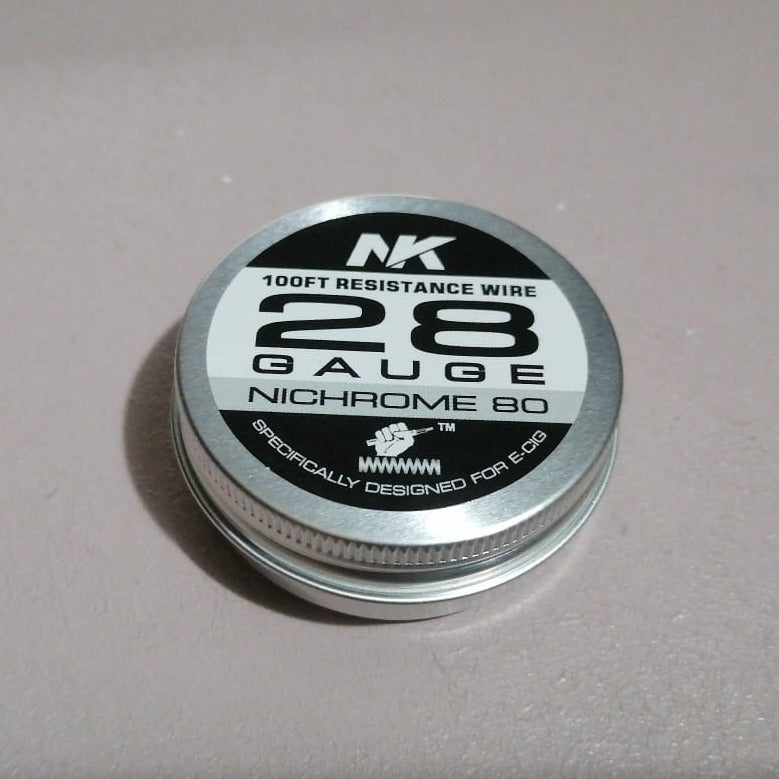 NK
100FT RESISTANCE WIRE
28
GAUGE
NICHROME 80
TM
SPECIFICALLY DESIGNED FOR E-CIG